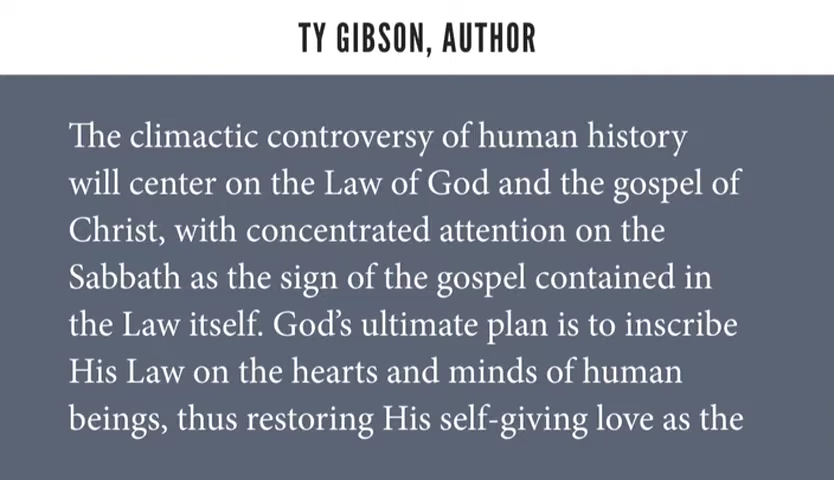 TY GIBSON, AUTHOR
The climactic controversy of human history
will center on the Law of God and the gospel of
Christ, with concentrated attention on the
Sabbath as the sign of the gospel contained in
the Law itself. God’s ultimate plan is to inscribe
His Law on the hearts and minds of human
beings, thus restoring His self-giving love as the